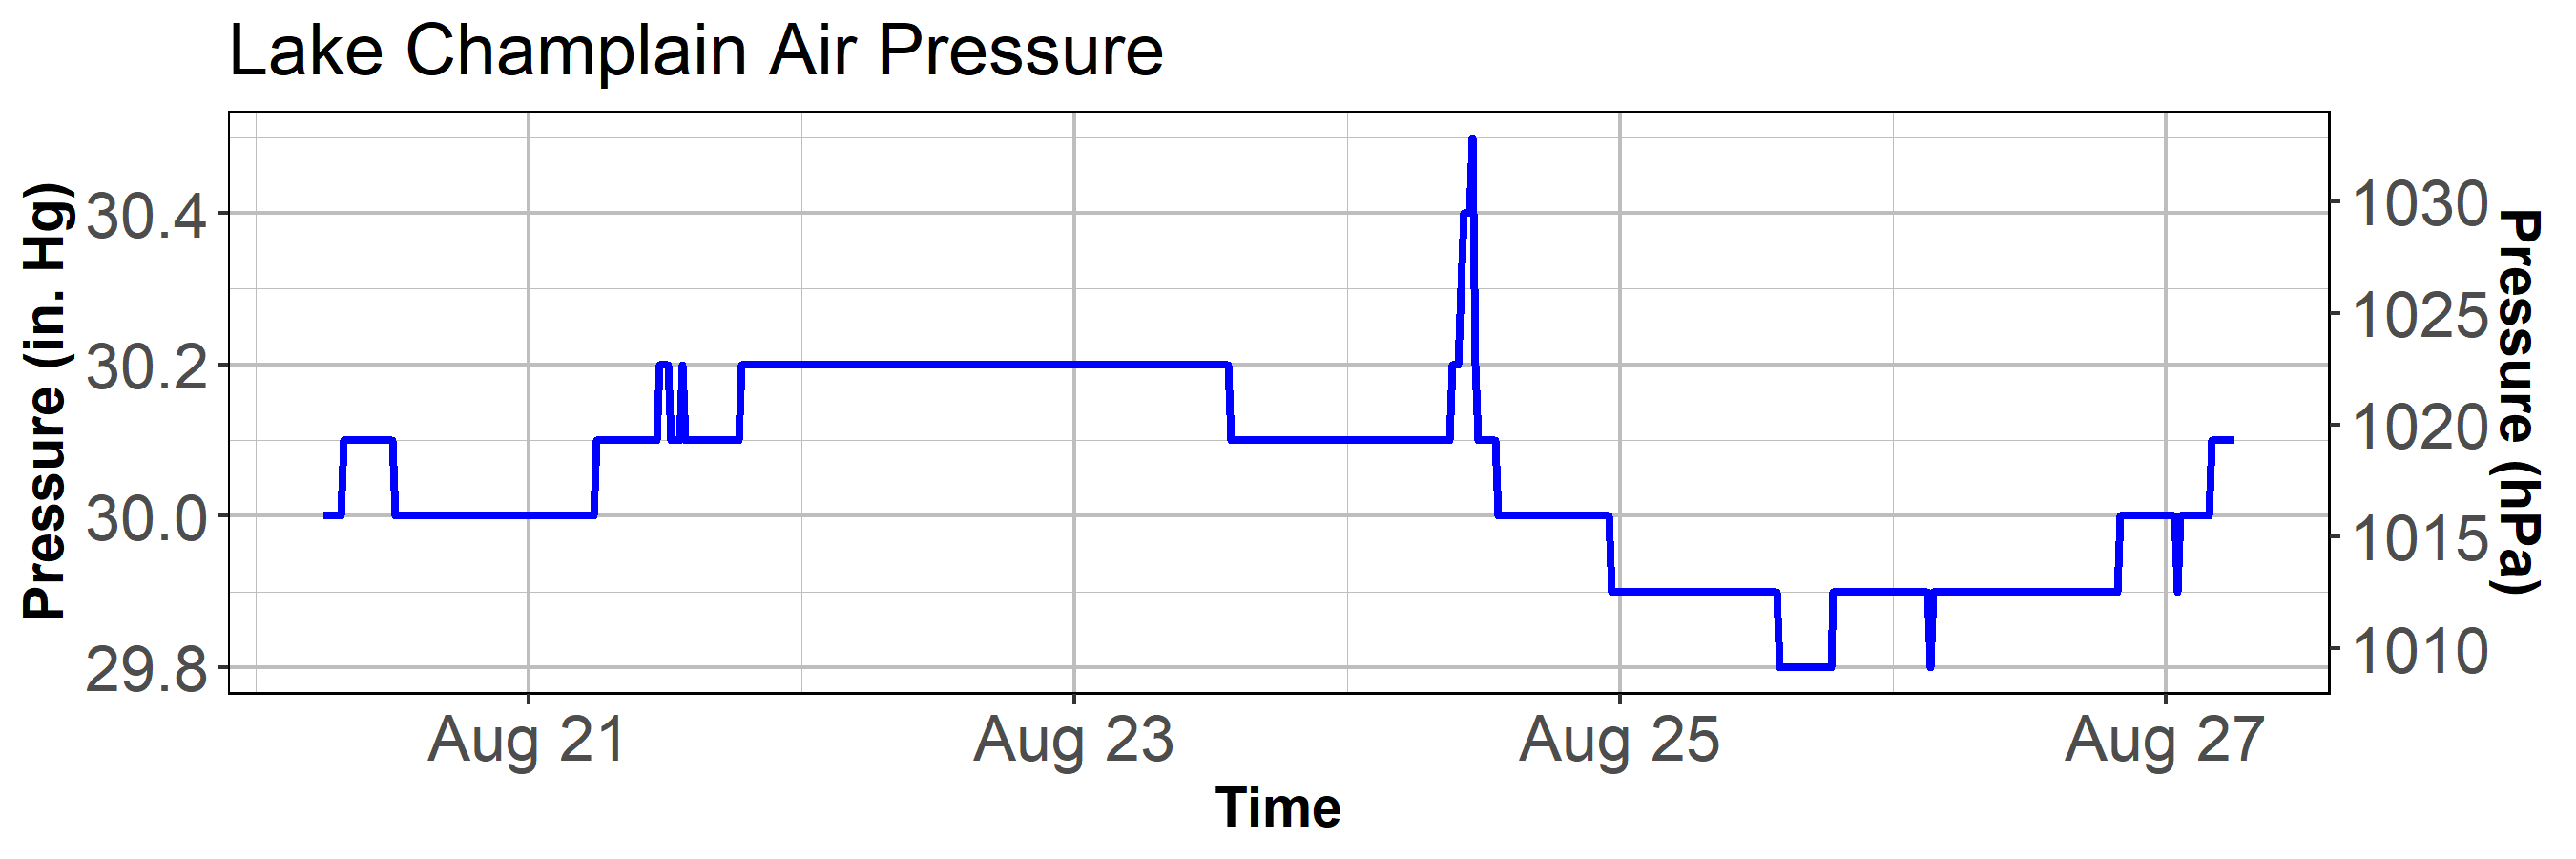 Lake Champlain Air Pressure
Pressure (in. Hg)
30.4
30.2
30.0
29.8
1030
1025
1020
1015
1010
Pressure (hPa)
Aug 21 Aug 23 Aug 25 Aug 27
Time